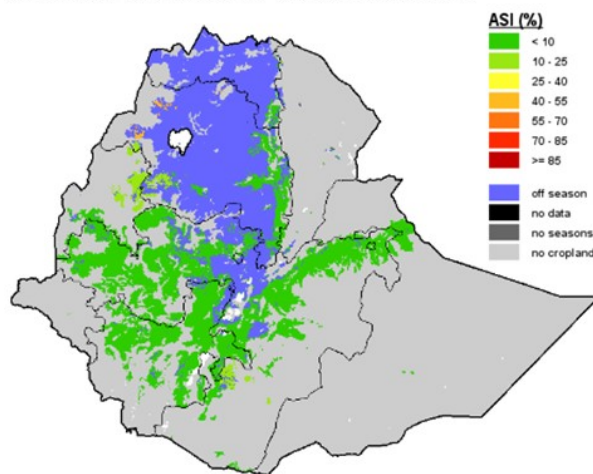 ASI (%)
< 10
10 - 25
25 - 40
40 - 55
55 - 70
70 - 85
>= 85
off season
no data
no seasons
no cropland